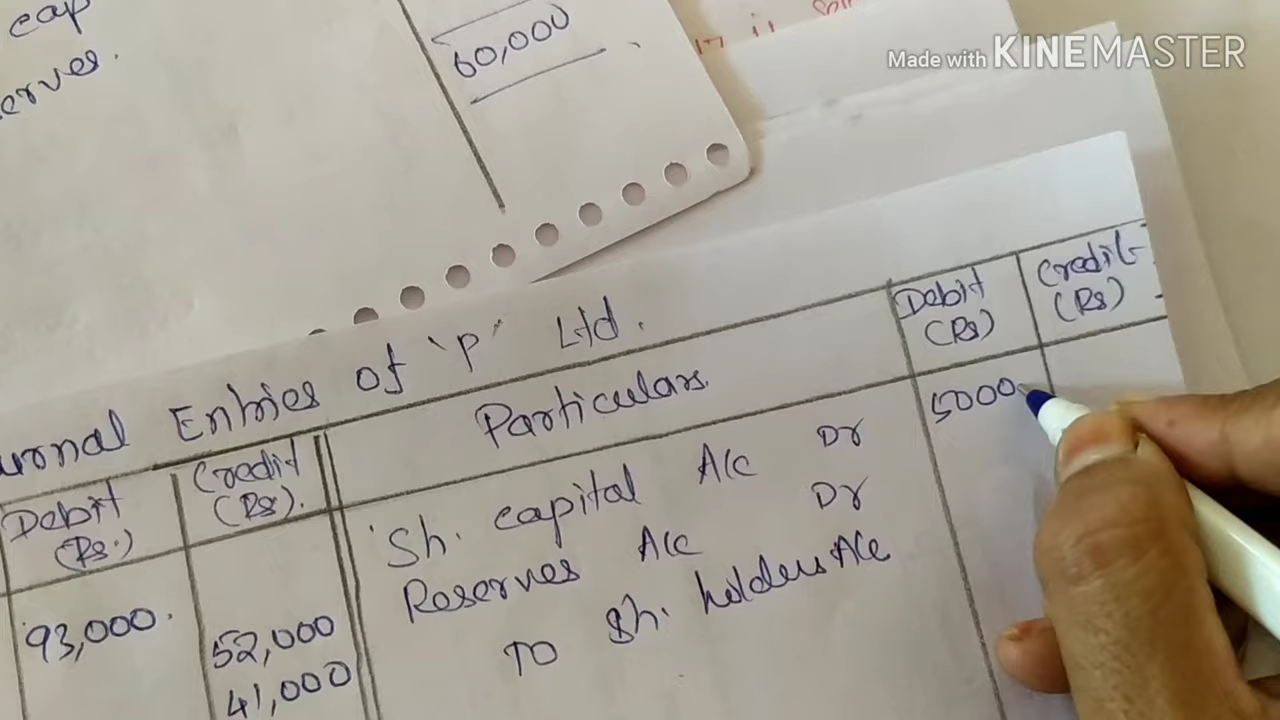 Made with KINEMASTER
cap
erves.
60,000
urnal Entries of 'P' Ltd.
Debit (Rs.)
Credit (Rs).
Particulars.
Debit (Rs)
Credit (Rs)
93,000.
52,000
41,000
Sh. capital A/c Dr
5000
Reserves A/c Dr
TO Sh. holders A/c